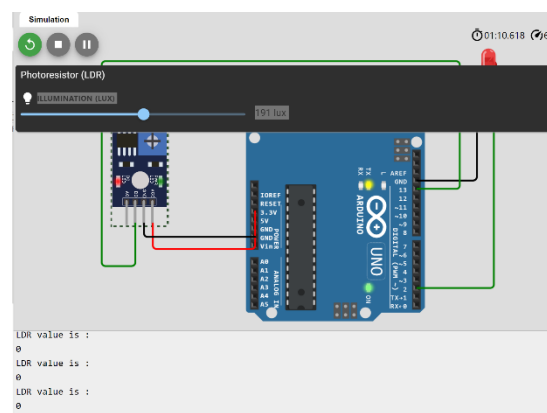 Simulation
01:10.618
Photoresistor (LDR)
ILLUMINATION (LUX)
191 lux
IOREF
RESET
3.3V
5V
GND
GND
Vin
POWER
A0
A1
A2
A3
A4
A5
ANALOG IN
RX
TX
L
ARDUINO
UNO
ON
AREF
GND
13
12
~11
~10
~9
8
7
~6
~5
4
~3
2
TX→1
RX←0
DIGITAL (PWM ~)
LDR value is :
0
LDR value is :
0
LDR value is :
0